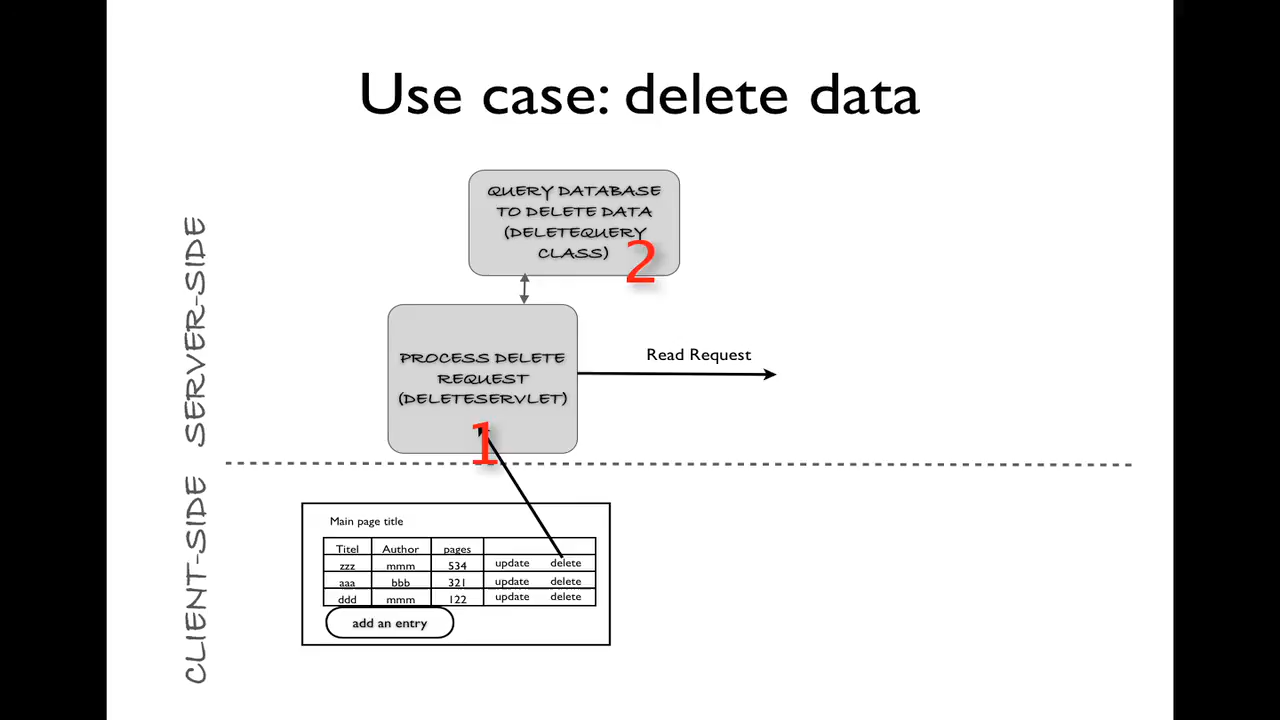 Use case: delete data
QUERY DATABASE
TO DELETE DATA
(DELETEQUERY
CLASS)
2
SERVER-SIDE
PROCESS DELETE
REQUEST
(DELETESERVLET)
1
Read Request
CLIENT-SIDE
Main page title
Titel Author pages
zzz mmm 534 update delete
aaa bbb 321 update delete
ddd mmm 122 update delete
add an entry